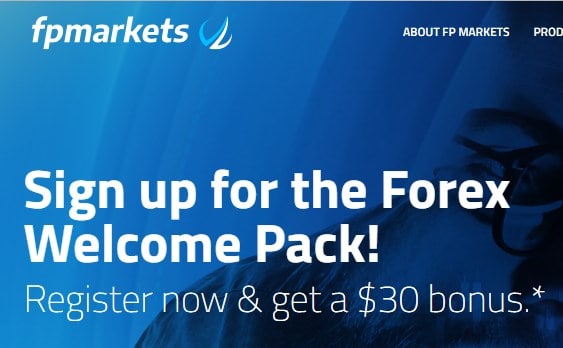 fpmarkets
ABOUT FP MARKETS
Sign up for the Forex
Welcome Pack!
Register now & get a $30 bonus.*